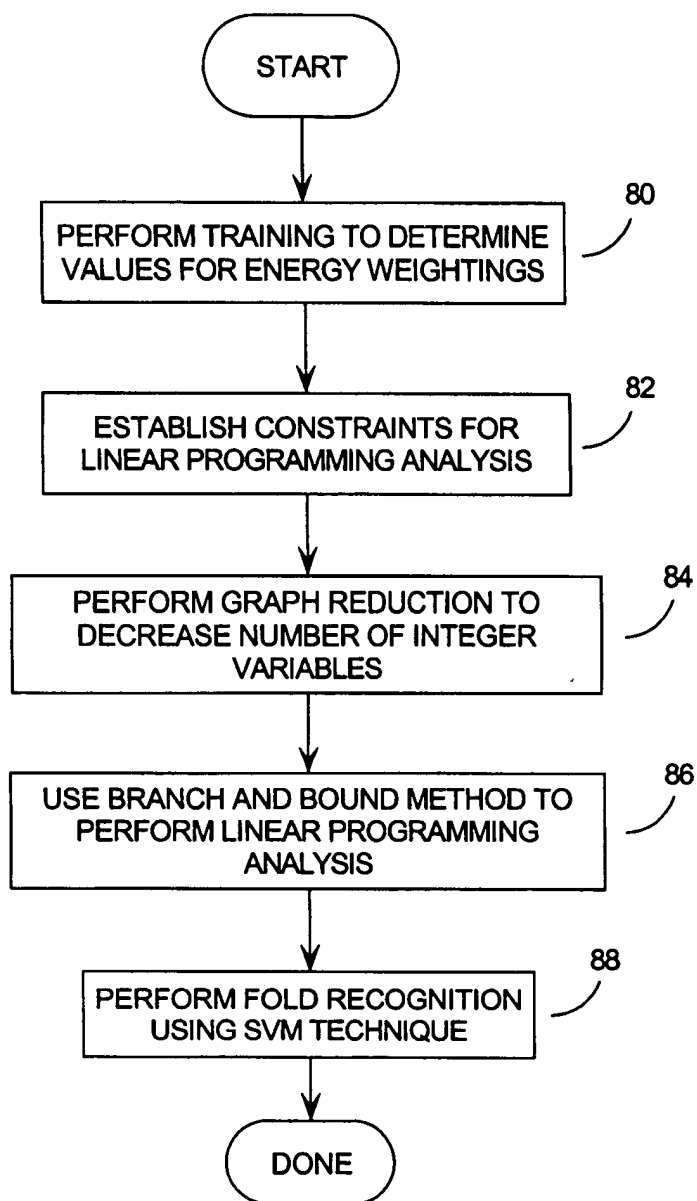 START
80
PERFORM TRAINING TO DETERMINE
VALUES FOR ENERGY WEIGHTINGS
82
ESTABLISH CONSTRAINTS FOR
LINEAR PROGRAMMING ANALYSIS
84
PERFORM GRAPH REDUCTION TO
DECREASE NUMBER OF INTEGER
VARIABLES
86
USE BRANCH AND BOUND METHOD TO
PERFORM LINEAR PROGRAMMING
ANALYSIS
88
PERFORM FOLD RECOGNITION
USING SVM TECHNIQUE
DONE